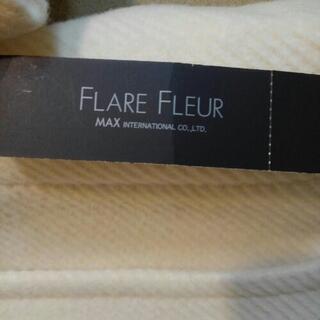 FLARE FLEUR
MAX INTERNATIONAL CO.,LTD.